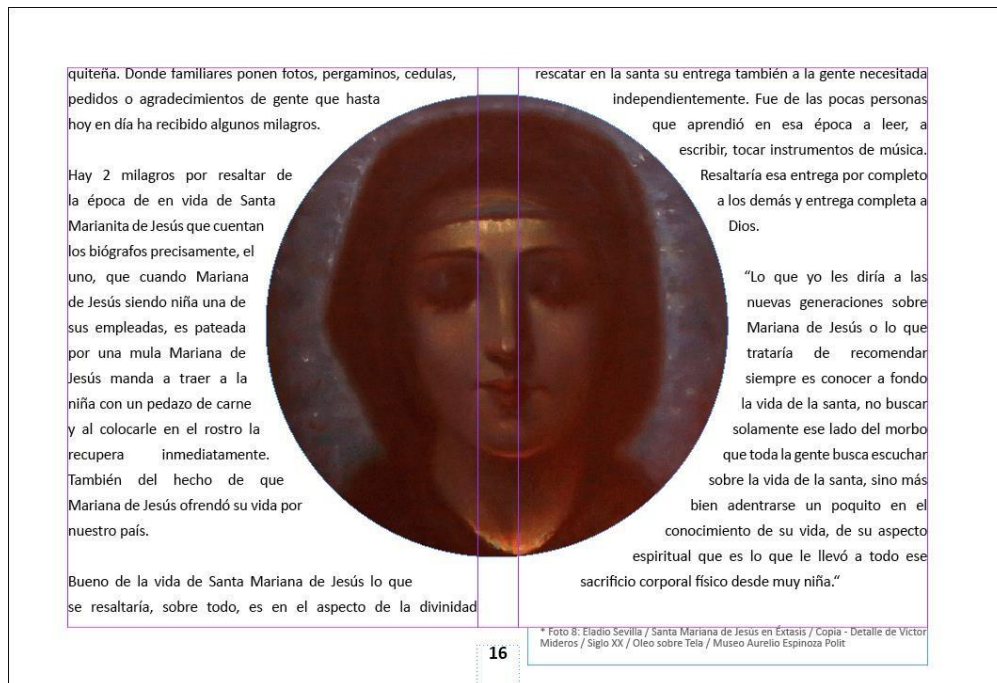 quiteña. Donde familiares ponen fotos, pergaminos, cedulas,
pedidos o agradecimientos de gente que hasta
hoy en día ha recibido algunos milagros.
Hay 2 milagros por resaltar de
la época de en vida de Santa
Marianita de Jesús que cuentan
los biógrafos precisamente, el
uno, que cuando Mariana
de Jesús siendo niña una de
sus empleadas, es pateada
por una mula Mariana de
Jesús manda a traer a la
niña con un pedazo de carne
y al colocarle en el rostro la
recupera inmediatamente.
También del hecho de que
Mariana de Jesús ofrendó su vida por
nuestro país.
Bueno de la vida de Santa Mariana de Jesús lo que
se resaltaría, sobre todo, es en el aspecto de la divinidad
rescatar en la santa su entrega también a la gente necesitada
independientemente. Fue de las pocas personas
que aprendió en esa época a leer, a
escribir, tocar instrumentos de música.
Resaltaría esa entrega por completo
a los demás y entrega completa a
Dios.
“Lo que yo les diría a las
nuevas generaciones sobre
Mariana de Jesús o lo que
trataría de recomendar
siempre es conocer a fondo
la vida de la santa, no buscar
solamente ese lado del morbo
que toda la gente busca escuchar
sobre la vida de la santa, sino más
bien adentrarse un poquito en el
conocimiento de su vida, de su aspecto
espiritual que es lo que le llevó a todo ese
sacrificio corporal físico desde muy niña.“
* Foto 8: Eladio Sevilla / Santa Mariana de Jesús en Éxtasis / Copia - Detalle de Victor
Mideros / Siglo XX / Oleo sobre Tela / Museo Aurelio Espinoza Polit
16